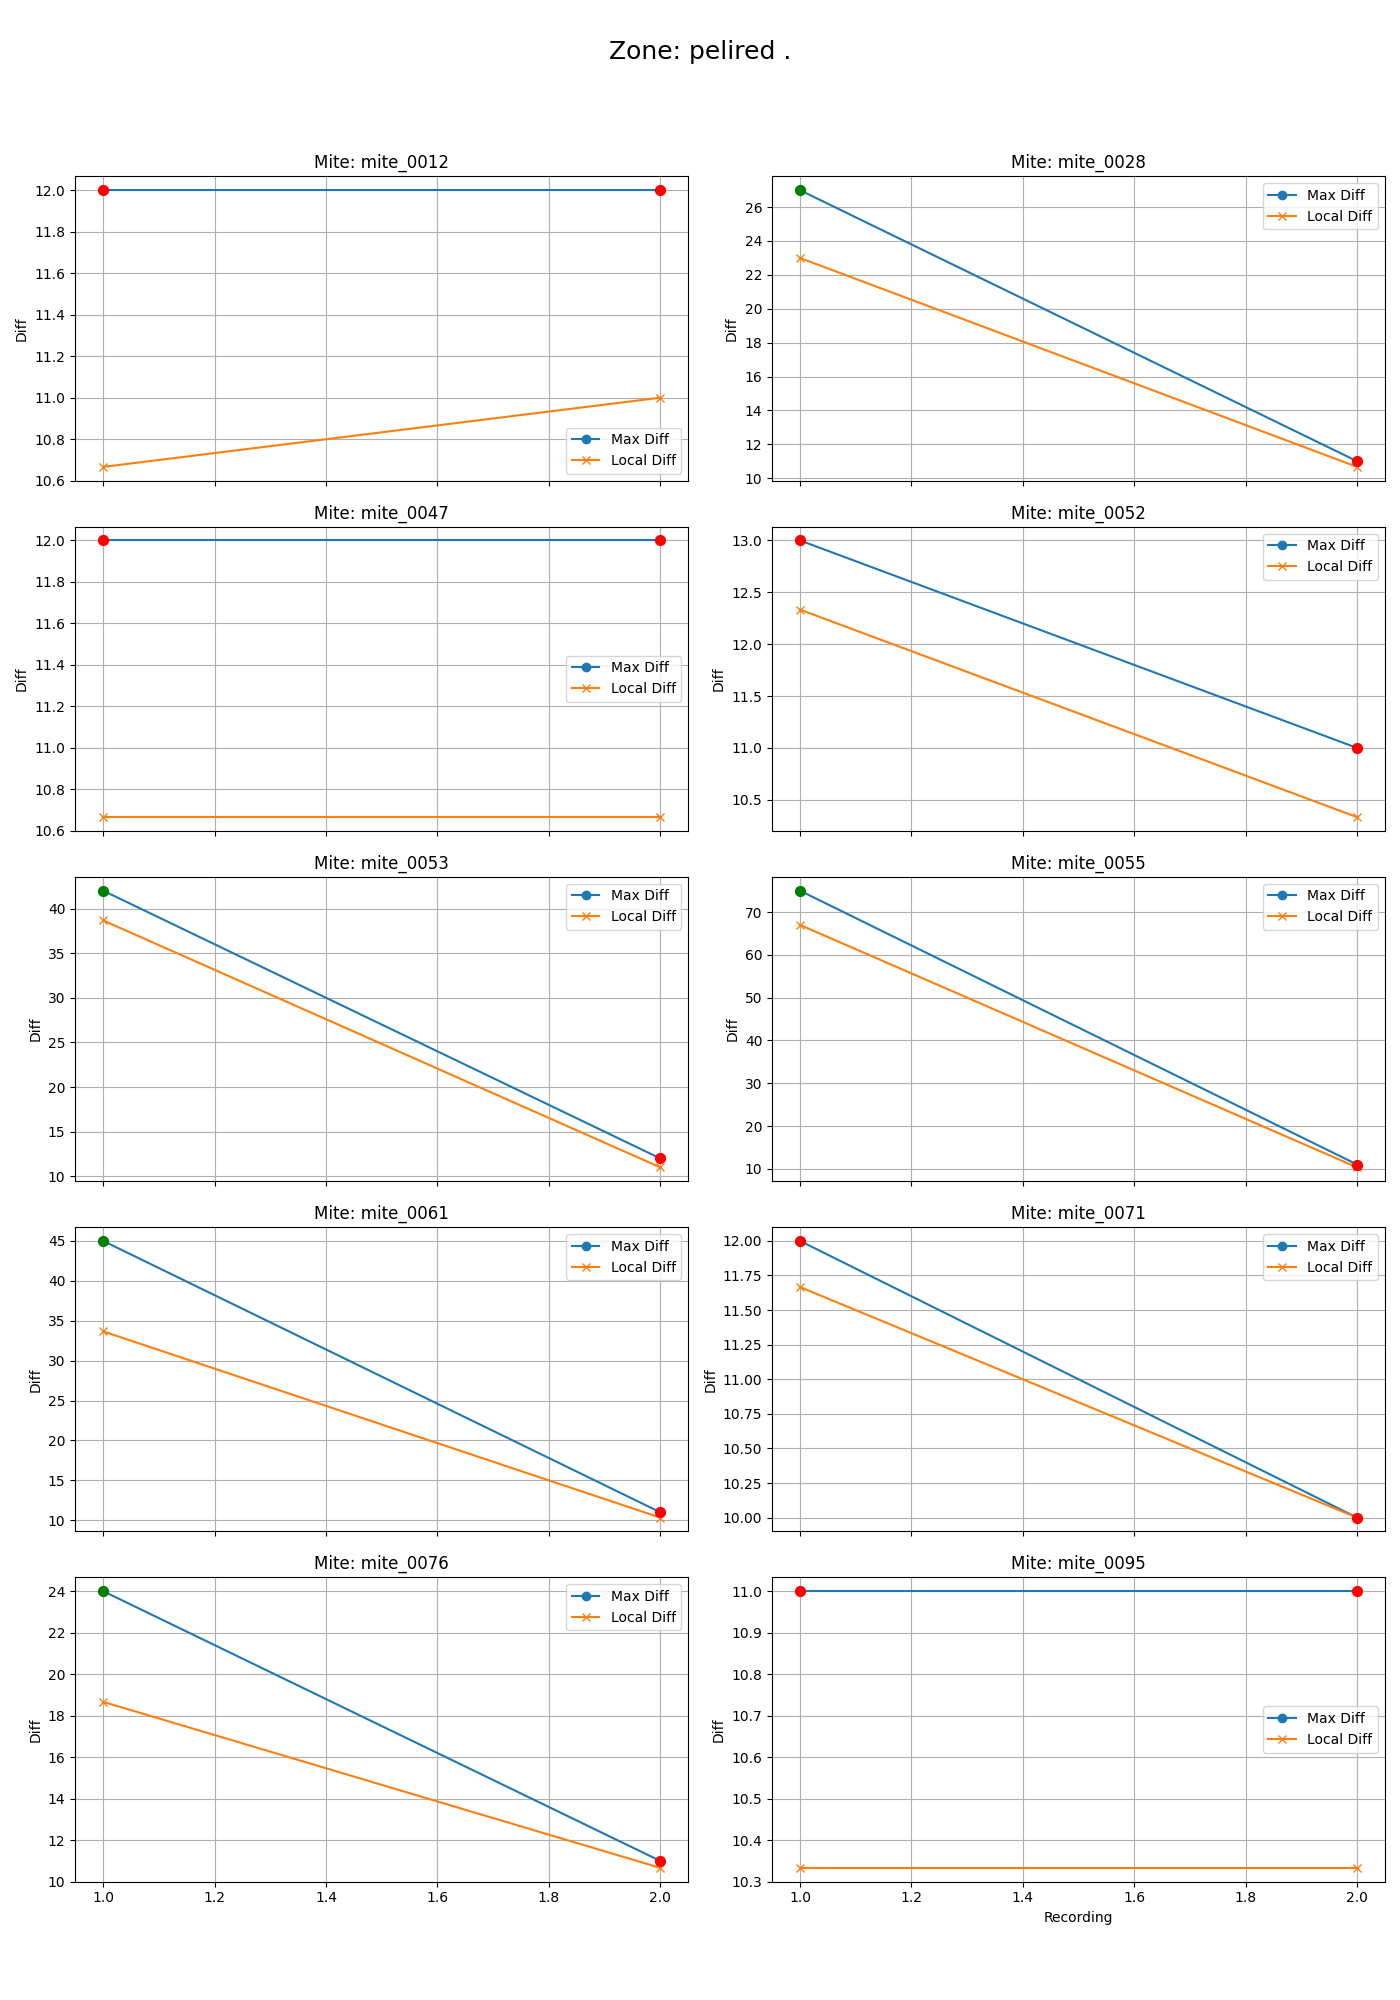 Zone: pelired .
Mite: mite_0012
12.0
11.8
11.6
11.4
11.2
11.0
10.8
10.6
Diff
Max Diff
Local Diff
Mite: mite_0028
26
24
22
20
18
16
14
12
10
Diff
Max Diff
Local Diff
Mite: mite_0047
12.0
11.8
11.6
11.4
11.2
11.0
10.8
10.6
Diff
Max Diff
Local Diff
Mite: mite_0052
13.0
12.5
12.0
11.5
11.0
10.5
Diff
Max Diff
Local Diff
Mite: mite_0053
40
35
30
25
20
15
10
Diff
Max Diff
Local Diff
Mite: mite_0055
70
60
50
40
30
20
10
Diff
Max Diff
Local Diff
Mite: mite_0061
45
40
35
30
25
20
15
10
Diff
Max Diff
Local Diff
Mite: mite_0071
12.00
11.75
11.50
11.25
11.00
10.75
10.50
10.25
10.00
Diff
Max Diff
Local Diff
Mite: mite_0076
24
22
20
18
16
14
12
10
Diff
Max Diff
Local Diff
1.0 1.2 1.4 1.6 1.8 2.0
Mite: mite_0095
11.0
10.9
10.8
10.7
10.6
10.5
10.4
10.3
Diff
Max Diff
Local Diff
1.0 1.2 1.4 1.6 1.8 2.0
Recording